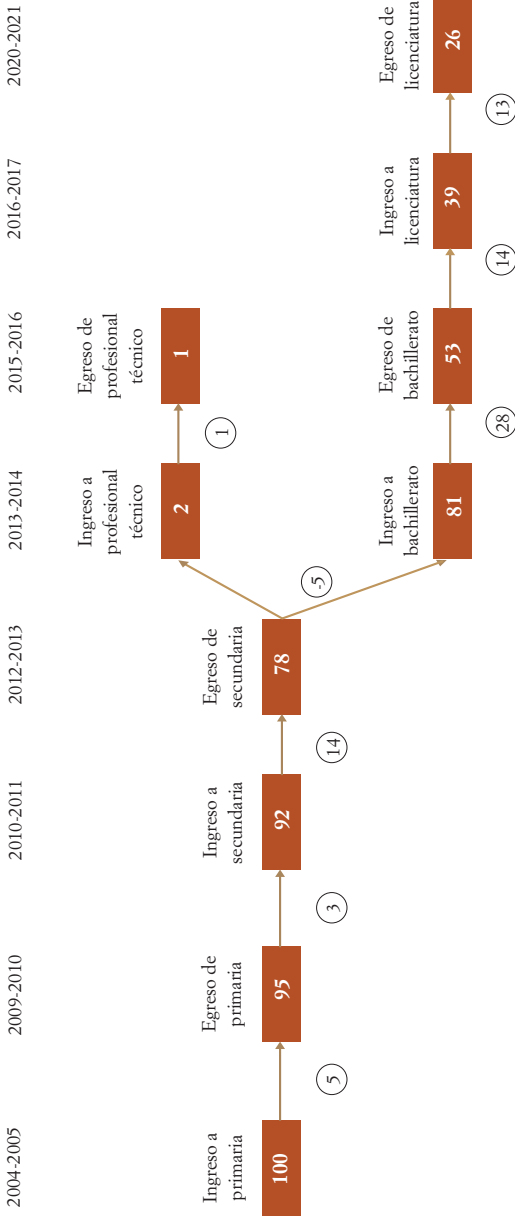 2004-2005
2009-2010
2010-2011
2012-2013
2013-2014
2015-2016
2016-2017
2020-2021
Ingreso a
profesional
técnico
2
1
Egreso de
profesional
técnico
1
Ingreso a
primaria
100
5
Egreso de
primaria
95
3
Ingreso a
secundaria
92
14
Egreso de
secundaria
78
-5
Ingreso a
bachillerato
81
28
Egreso de
bachillerato
53
14
Ingreso a
licenciatura
39
13
Egreso de
licenciatura
26